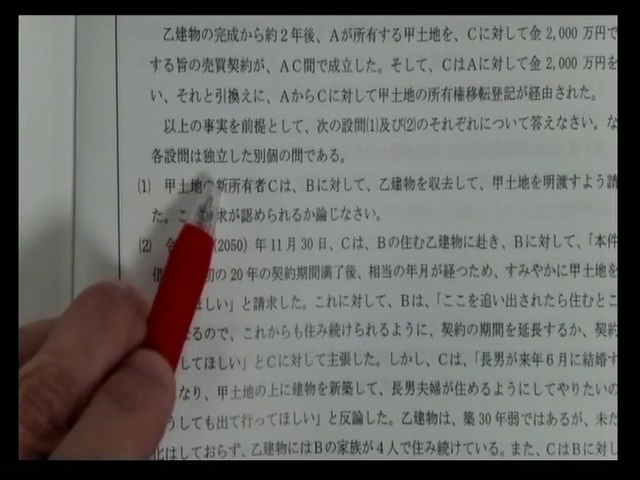 乙建物の完成から約2年後、Aが所有する甲土地を、Cに対して金2,000万円で
する旨の売買契約が、AC間で成立した。そして、CはAに対して金2,000万円を
い、それと引換えに、AからCに対して甲土地の所有権移転登記が経由された。
以上の事実を前提として、次の設問⑴及び⑵のそれぞれについて答えなさい。な
各設問は独立した別個の問である。
⑴ 甲土地の新所有者Cは、Bに対して、乙建物を収去して、甲土地を明渡すよう請
た。こ 求が認められるか論じなさい。
⑵ (2050)年11月30日、Cは、Bの住む乙建物に赴き、Bに対して、「本件
借 初の20年の契約期間満了後、相当の年月が経つため、すみやかに甲土地を
ほしい」と請求した。これに対して、Bは、「ここを追い出されたら住むとこ
るので、これからも住み続けられるように、契約の期間を延長するか、契約
してほしい」とCに対して主張した。しかし、Cは、「長男が来年6月に結婚す
なり、甲土地の上に建物を新築して、長男夫婦が住めるようにしてやりたいの
うしても出て行ってほしい」と反論した。乙建物は、築30年弱ではあるが、未だ
化はしておらず、乙建物にはBの家族が4人で住み続けている。また、CはBに対し